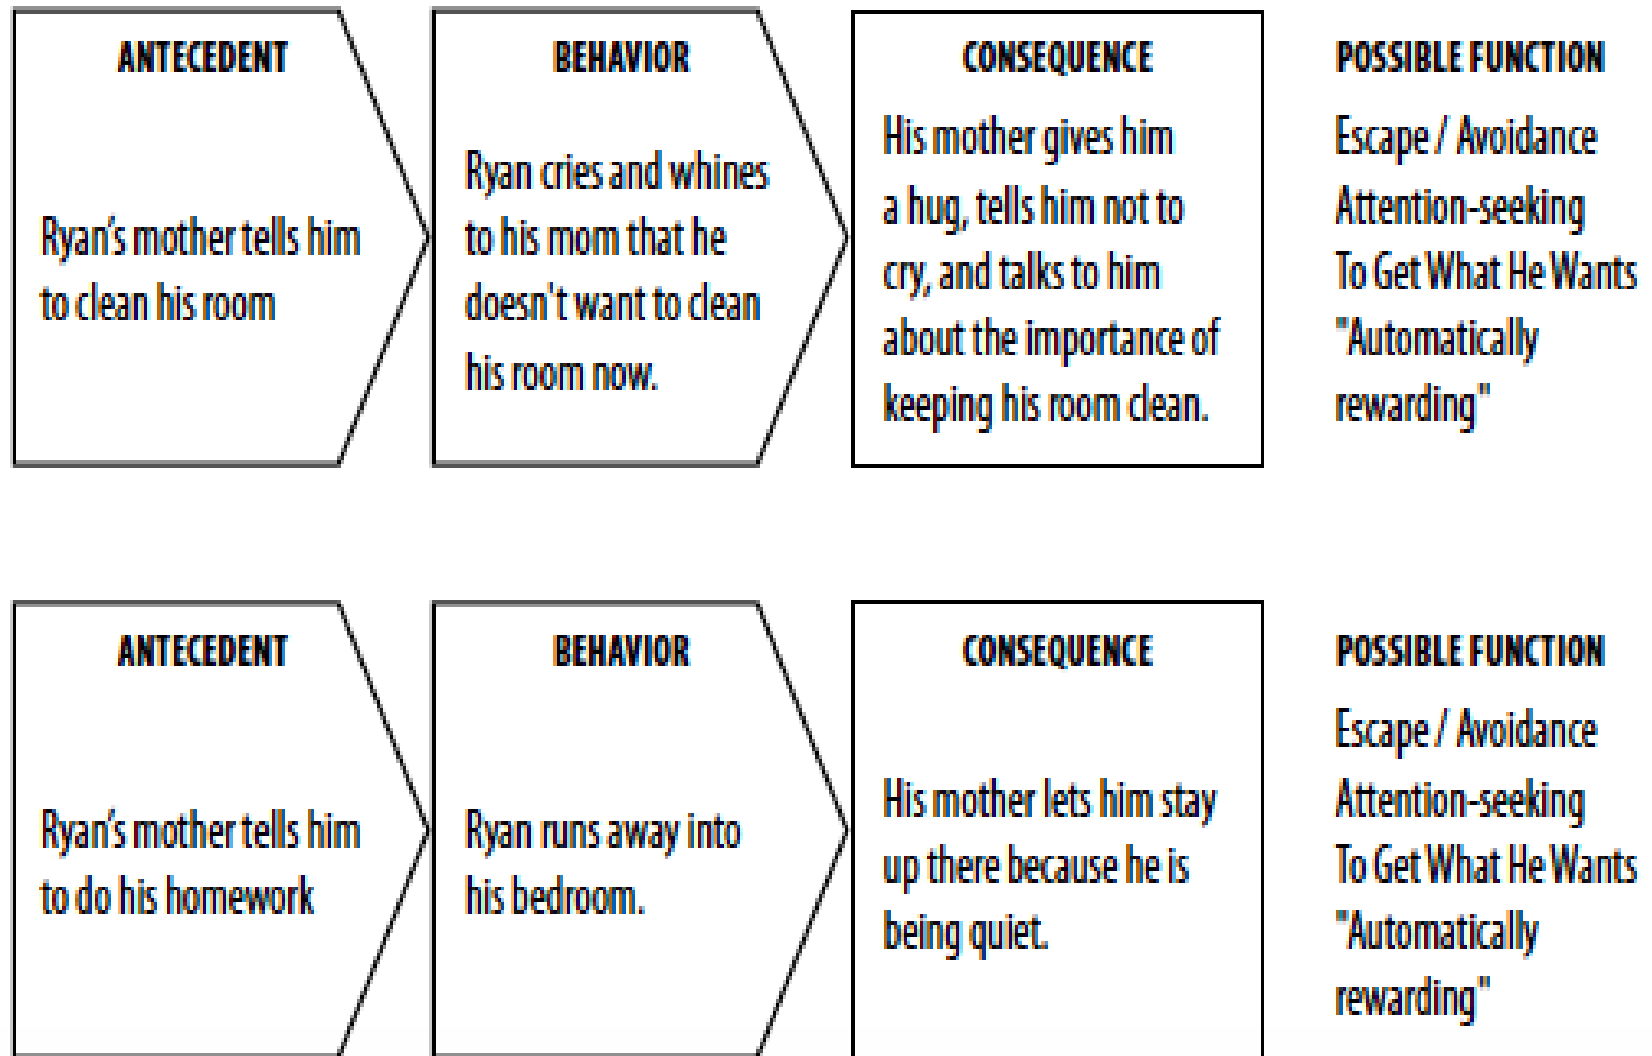 ANTECEDENT
Ryan's mother tells him
to clean his room
BEHAVIOR
Ryan cries and whines
to his mom that he
doesn't want to clean
his room now.
CONSEQUENCE
His mother gives him
a hug, tells him not to
cry, and talks to him
about the importance of
keeping his room clean.
POSSIBLE FUNCTION
Escape / Avoidance
Attention-seeking
To Get What He Wants
"Automatically
rewarding"
ANTECEDENT
Ryan's mother tells him
to do his homework
BEHAVIOR
Ryan runs away into
his bedroom.
CONSEQUENCE
His mother lets him stay
up there because he is
being quiet.
POSSIBLE FUNCTION
Escape / Avoidance
Attention-seeking
To Get What He Wants
"Automatically
rewarding"